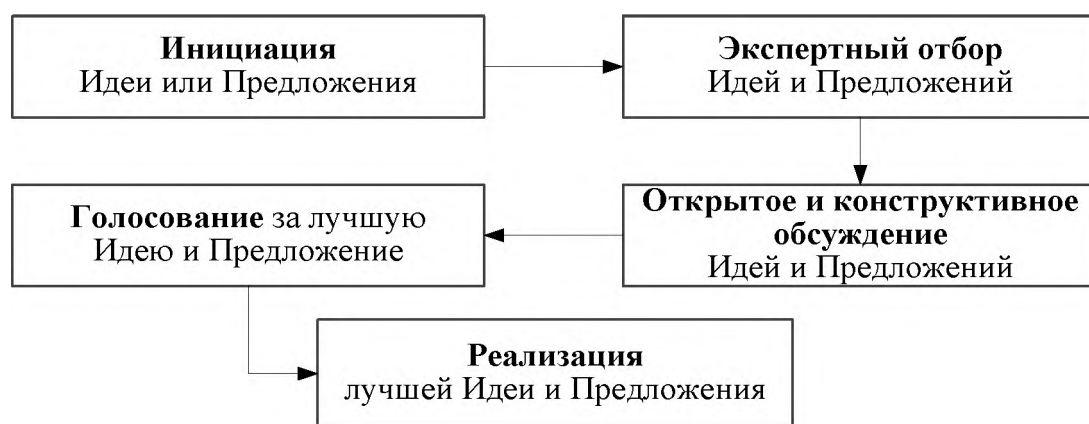 Инициация
Идеи или Предложения
Экспертный отбор
Идей и Предложений
Открытое и конструктивное
обсуждение
Идей и Предложений
Голосование за лучшую
Идею и Предложение
Реализация
лучшей Идеи и Предложения